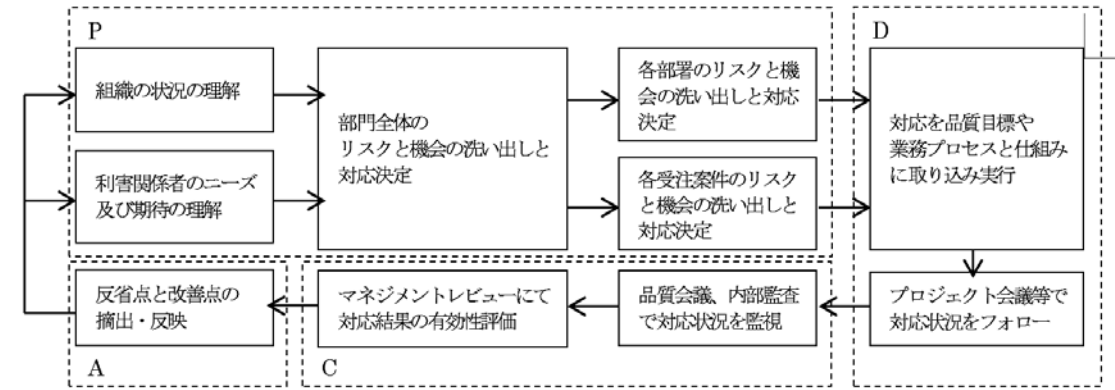 P
組織の状況の理解
利害関係者のニーズ
及び期待の理解
部門全体の
リスクと機会の洗い出しと
対応決定
各部署のリスクと機
会の洗い出しと対応
決定
各受注案件のリスク
と機会の洗い出しと
対応決定
D
対応を品質目標や
業務プロセスと仕組み
に取り込み実行
プロジェクト会議等で
対応状況をフォロー
品質会議、内部監査
で対応状況を監視
マネジメントレビューにて
対応結果の有効性評価
C
反省点と改善点の
摘出・反映
A